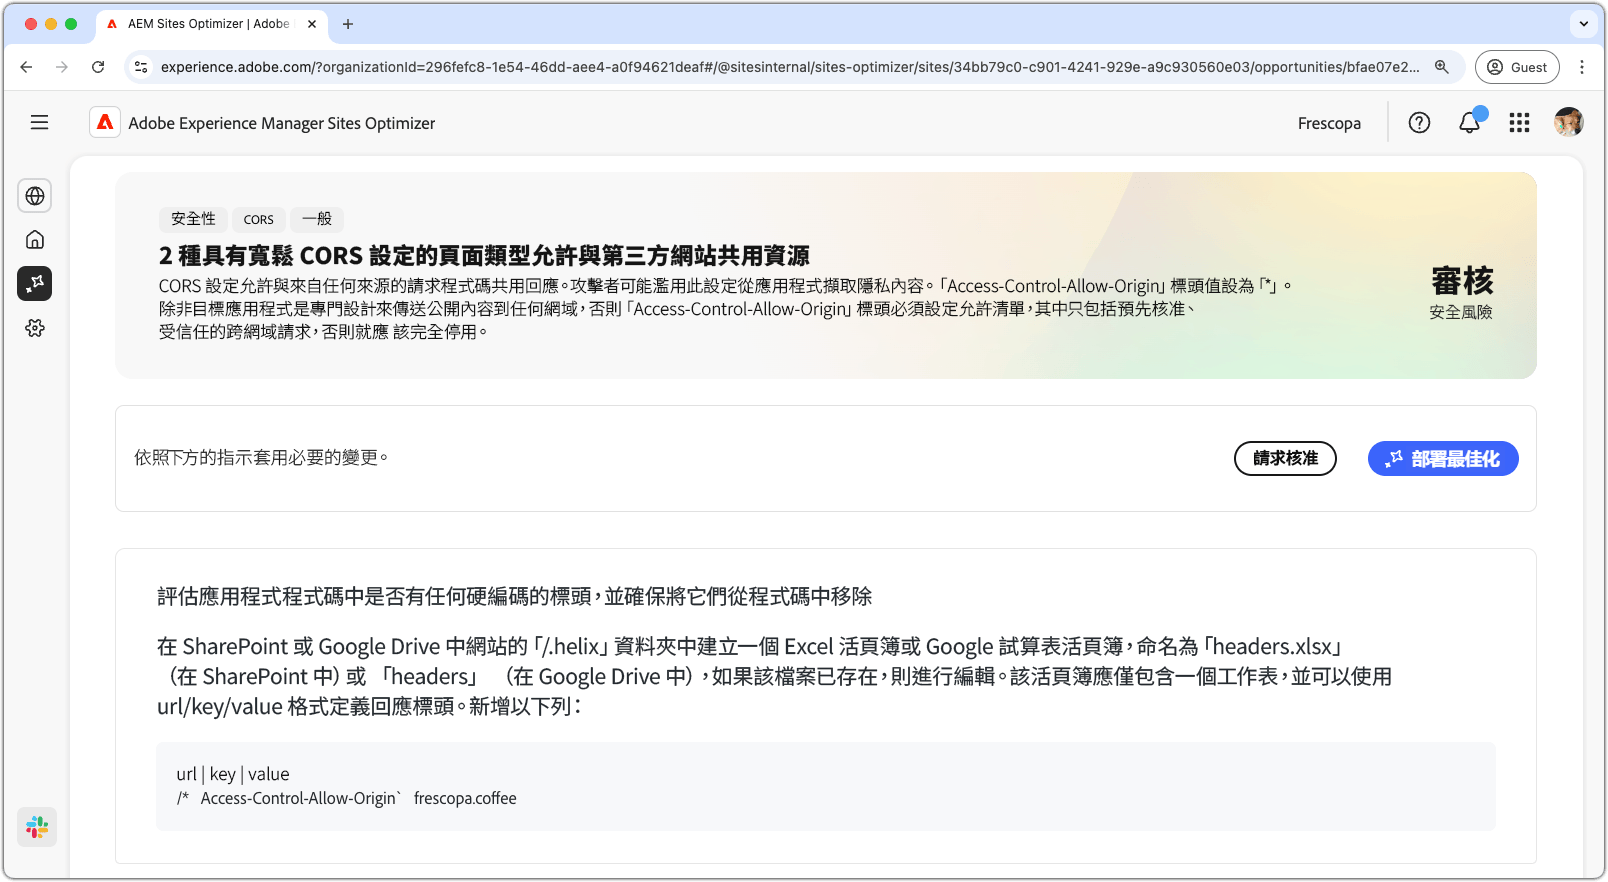 AEM Sites Optimizer | Adobe
experience.adobe.com/?organizationId=296fefc8-1e54-46dd-aee4-a0f94621deaf#/@sitesinternal/sites-optimizer/sites/34bb79c0-c901-4241-929e-a9c930560e03/opportunities/bfae07e2...
Guest
Adobe Experience Manager Sites Optimizer
Frescopa
安全性 CORS 一般
2 種具有寬鬆 CORS 設定的頁面類型允許與第三方網站共用資源
CORS 設定允許與來自任何來源的請求程式碼共用回應。攻擊者可能濫用此設定從應用程式擷取隱私內容。「Access-Control-Allow-Origin」標頭值設為「*」。
除非目標應用程式是專門設計來傳送公開內容到任何網域，否則「Access-Control-Allow-Origin」標頭必須設定允許清單，其中只包括預先核准、
受信任的跨網域請求，否則就應 該完全停用。
審核
安全風險
依照下方的指示套用必要的變更。
請求核准
部署最佳化
評估應用程式程式碼中是否有任何硬編碼的標頭，並確保將它們從程式碼中移除
在 SharePoint 或 Google Drive 中網站的「/.helix」資料夾中建立一個 Excel 活頁簿或 Google 試算表活頁簿，命名為「headers.xlsx」
（在 SharePoint 中）或 「headers」 （在 Google Drive 中），如果該檔案已存在，則進行編輯。該活頁簿應僅包含一個工作表，並可以使用
url/key/value 格式定義回應標頭。新增以下列：
url | key | value
/* Access-Control-Allow-Origin` frescopa.coffee